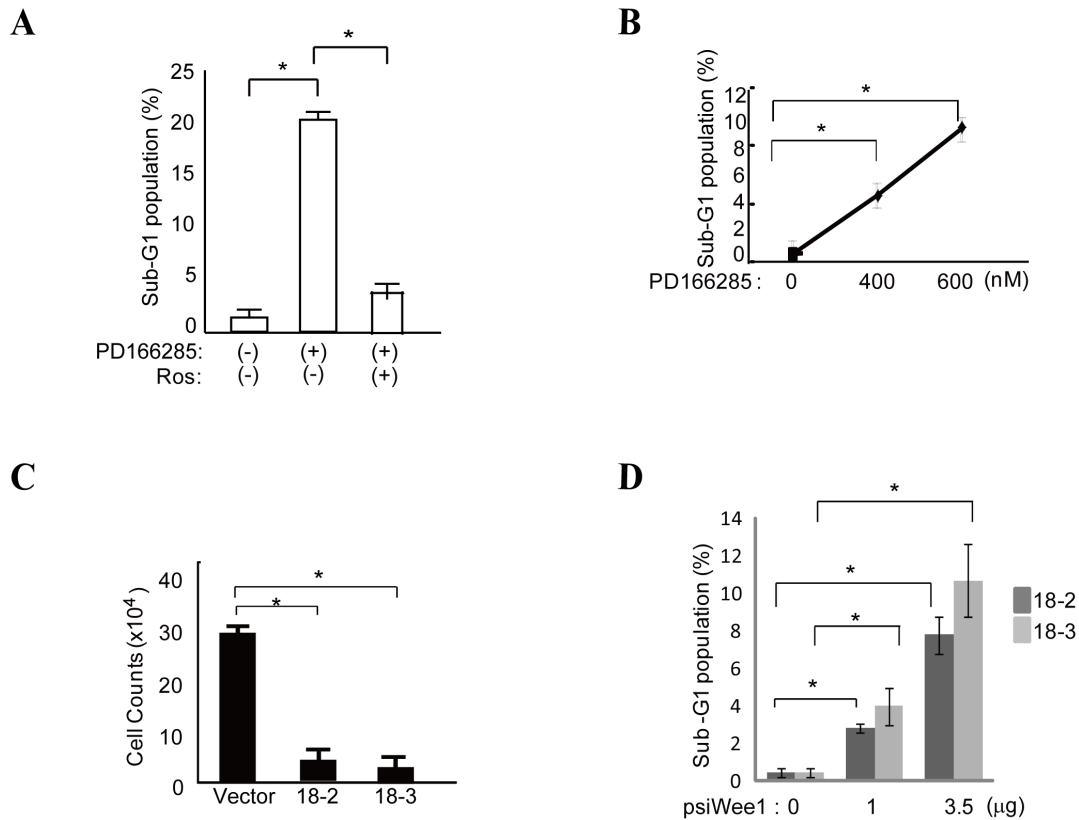 A
*
*
25
20
15
10
5
0
Sub-G1 population (%)
PD166285: (-) (+) (+)
Ros: (-) (-) (+)
B
*
*
12
10
8
6
4
2
0
Sub-G1 population (%)
PD166285 : 0 400 600 (nM)
C
*
*
40
30
20
10
0
Cell Counts (x10⁴)
Vector 18-2 18-3
D
*
*
*
*
14
12
10
8
6
4
2
0
Sub -G1 population (%)
18-2
18-3
psiWee1 : 0 1 3.5 (µg)